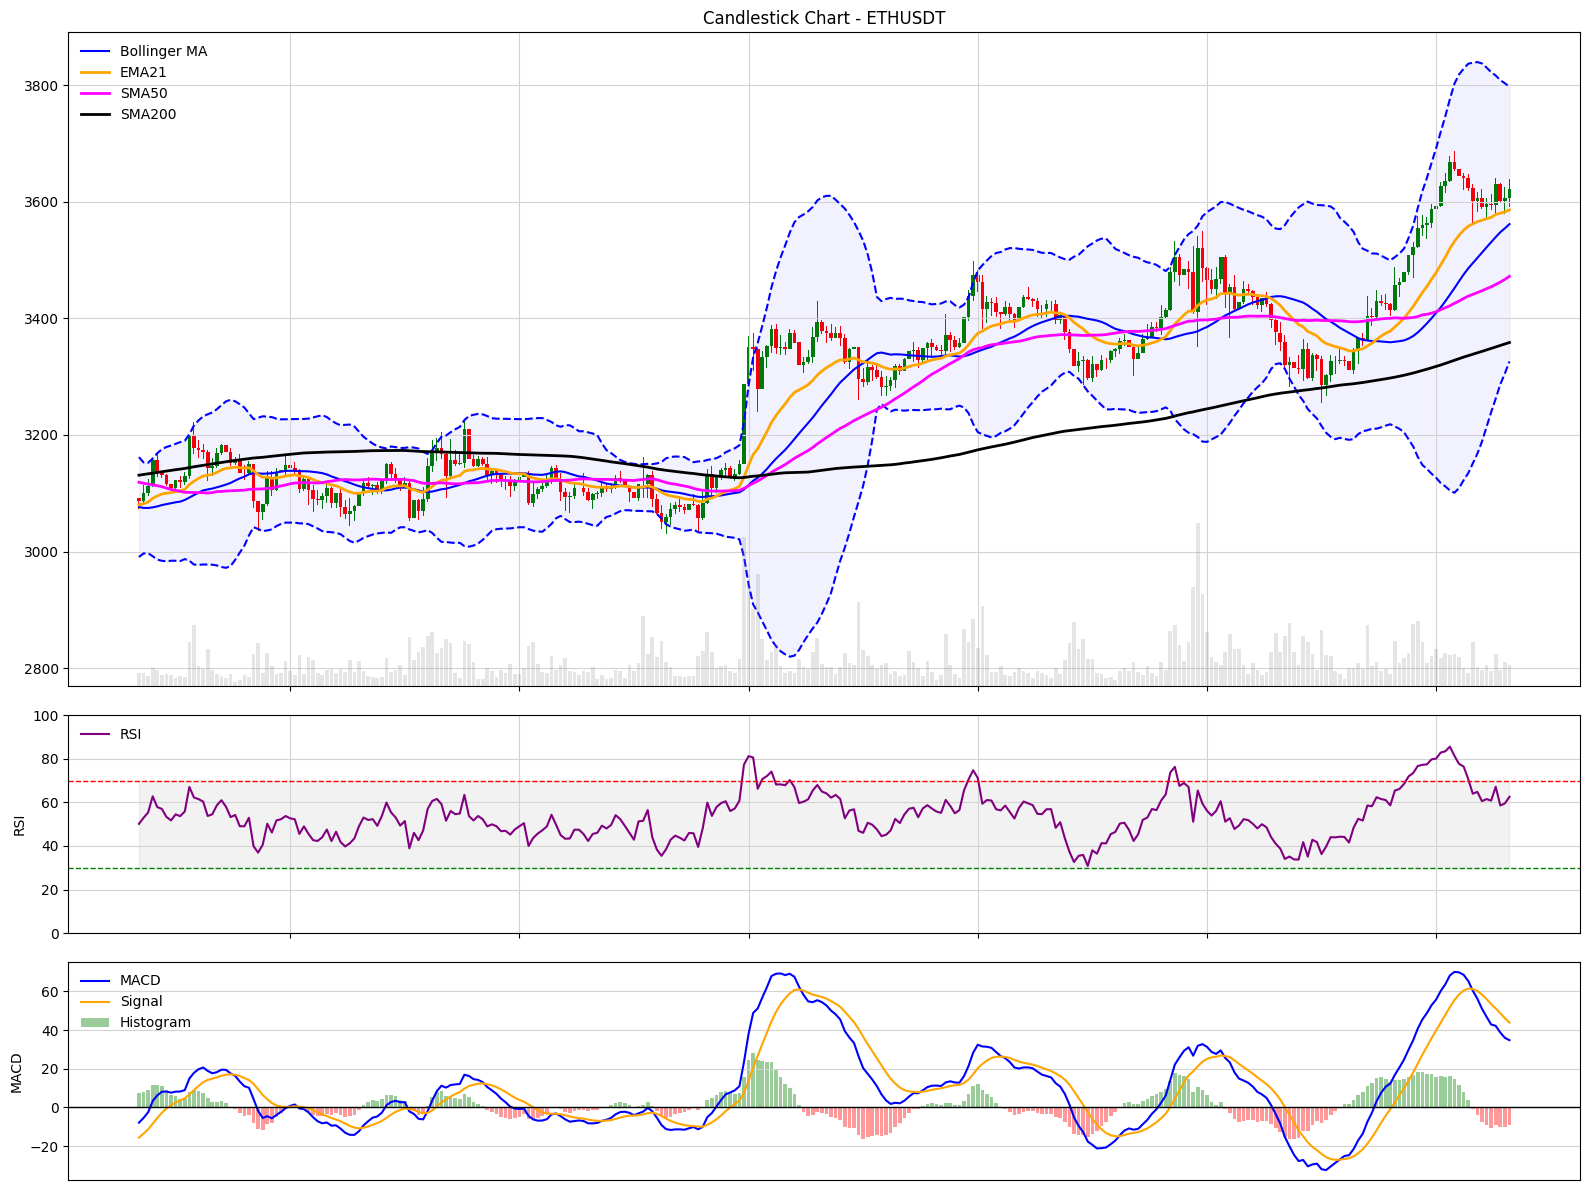 Candlestick Chart - ETHUSDT
Bollinger MA
EMA21
SMA50
SMA200
3800
3600
3400
3200
3000
2800
RSI
100
80
60
40
20
0
RSI
MACD
Signal
Histogram
60
40
20
0
−20
MACD